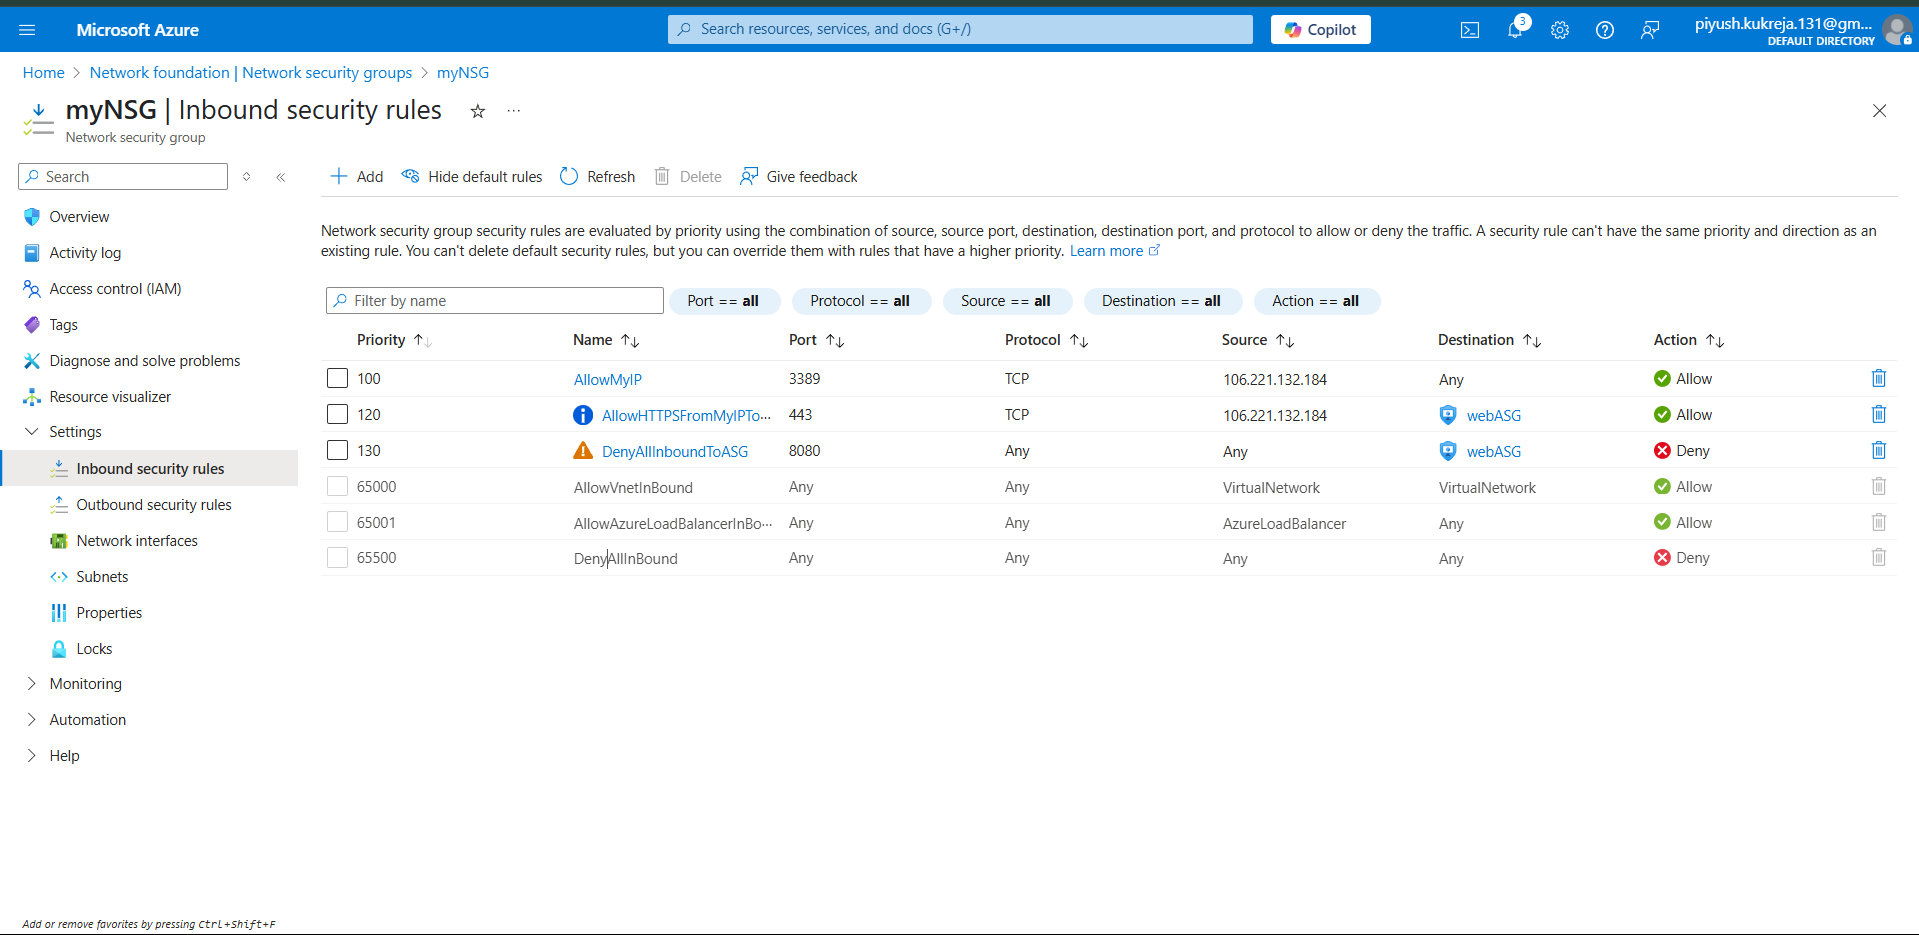 Microsoft Azure
Search resources, services, and docs (G+/)
Copilot
3
piyush.kukreja.131@gm...
DEFAULT DIRECTORY
Home > Network foundation | Network security groups > myNSG
myNSG | Inbound security rules
Network security group
Search
Add
Hide default rules
Refresh
Delete
Give feedback
Overview
Activity log
Access control (IAM)
Tags
Diagnose and solve problems
Resource visualizer
Settings
Inbound security rules
Outbound security rules
Network interfaces
Subnets
Properties
Locks
Monitoring
Automation
Help
Network security group security rules are evaluated by priority using the combination of source, source port, destination, destination port, and protocol to allow or deny the traffic. A security rule can't have the same priority and direction as an
existing rule. You can't delete default security rules, but you can override them with rules that have a higher priority. Learn more
Filter by name
Port == all
Protocol == all
Source == all
Destination == all
Action == all
Priority Name Port Protocol Source Destination Action
100 AllowMyIP 3389 TCP 106.221.132.184 Any Allow
120 AllowHTTPSFromMyIPTo... 443 TCP 106.221.132.184 webASG Allow
130 DenyAllInboundToASG 8080 Any Any webASG Deny
65000 AllowVnetInBound Any Any VirtualNetwork VirtualNetwork Allow
65001 AllowAzureLoadBalancerInBo... Any Any AzureLoadBalancer Any Allow
65500 DenyAllInBound Any Any Any Any Deny
Add or remove favorites by pressing Ctrl+Shift+F